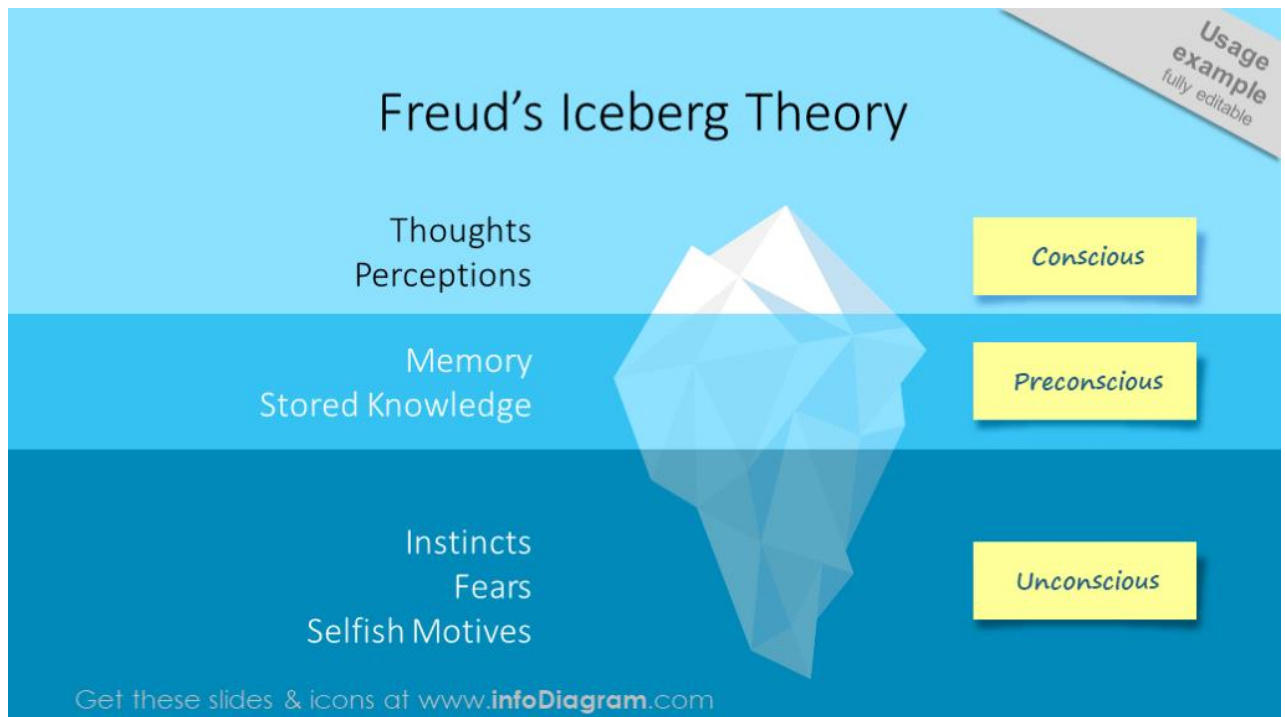 Usage
example
fully editable
Freud's Iceberg Theory
Thoughts
Perceptions
Conscious
Memory
Stored Knowledge
Preconscious
Instincts
Fears
Selfish Motives
Unconscious
Get these slides & icons at www.infoDiagram.com